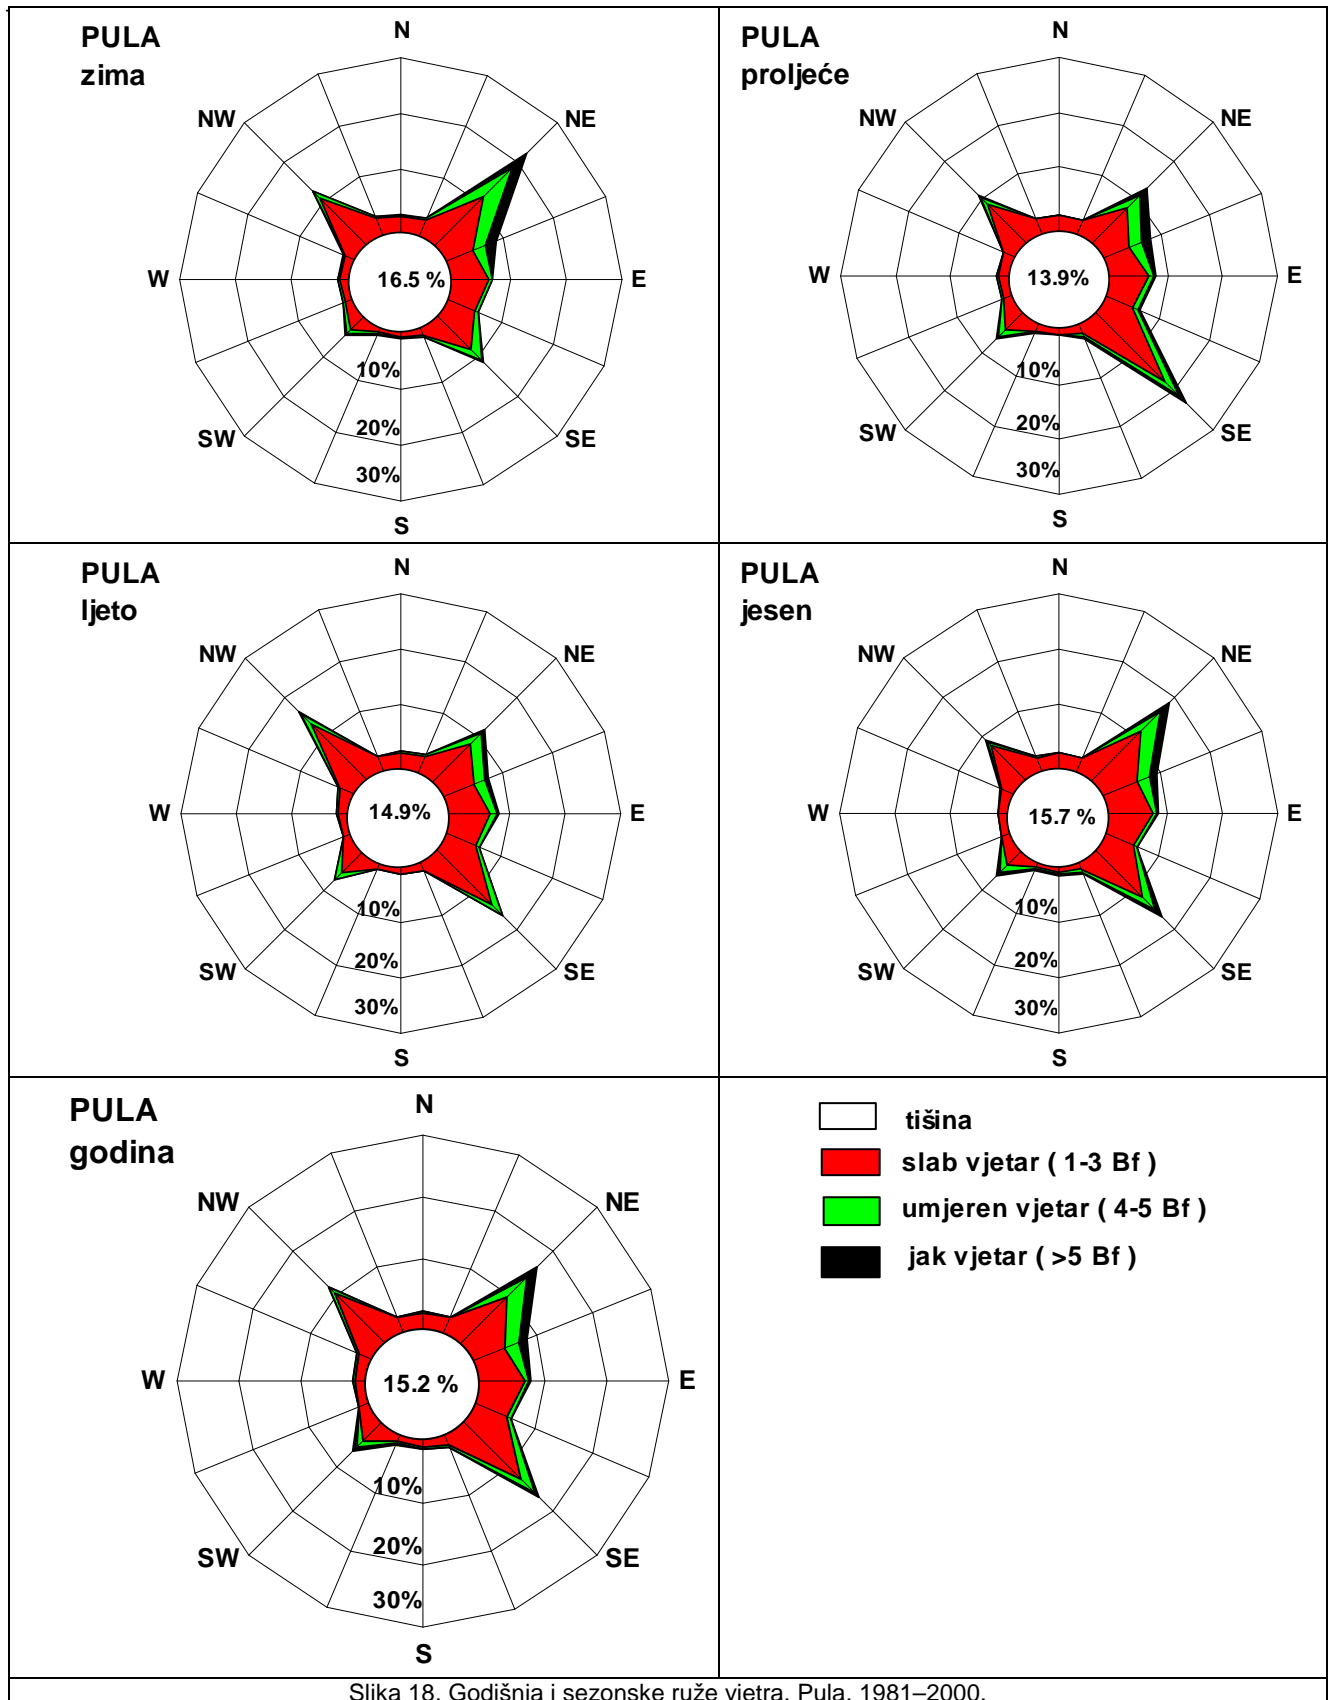 PULA
zima
N
NW
NE
W
16.5 %
E
10%
20%
30%
SW
SE
S
PULA
proljeće
N
NW
NE
W
13.9%
E
10%
20%
30%
SW
SE
S
PULA
ljeto
N
NW
NE
W
14.9%
E
10%
20%
30%
SW
SE
S
PULA
jesen
N
NW
NE
W
15.7 %
E
10%
20%
30%
SW
SE
S
PULA
godina
N
NW
NE
W
15.2 %
E
10%
20%
30%
SW
SE
S
tišina
slab vjetar ( 1-3 Bf )
umjeren vjetar ( 4-5 Bf )
jak vjetar ( >5 Bf )
Slika 18. Godišnja i sezonske ruže vjetra, Pula, 1981–2000.